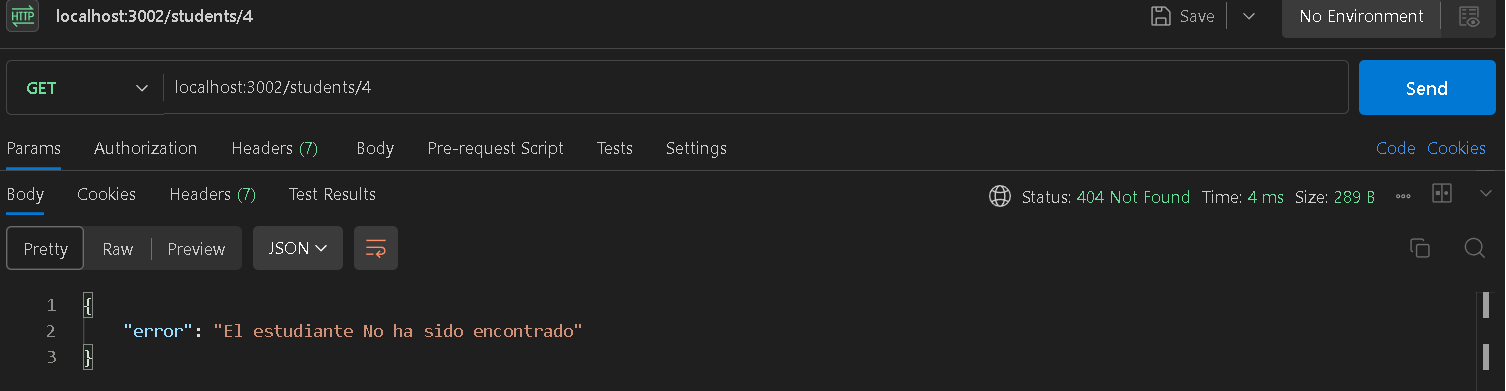 HTTP localhost:3002/students/4 Save No Environment
GET localhost:3002/students/4 Send
Params Authorization Headers (7) Body Pre-request Script Tests Settings Code Cookies
Body Cookies Headers (7) Test Results Status: 404 Not Found Time: 4 ms Size: 289 B
Pretty Raw Preview JSON
1 {
2 "error": "El estudiante No ha sido encontrado"
3 }